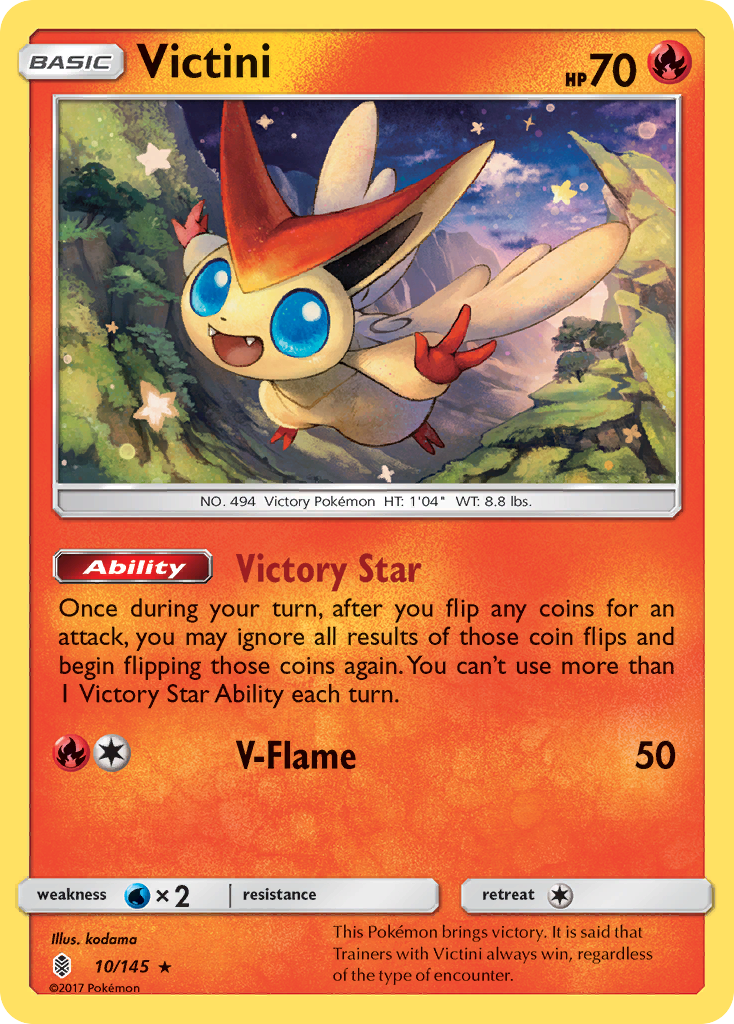 BASIC Victini HP 70
NO. 494 Victory Pokémon HT: 1'04" WT: 8.8 lbs.
Ability Victory Star
Once during your turn, after you flip any coins for an
attack, you may ignore all results of those coin flips and
begin flipping those coins again. You can't use more than
1 Victory Star Ability each turn.
V-Flame 50
weakness ×2 resistance retreat
Illus. kodama
10/145 ★
©2017 Pokémon
This Pokémon brings victory. It is said that
Trainers with Victini always win, regardless
of the type of encounter.